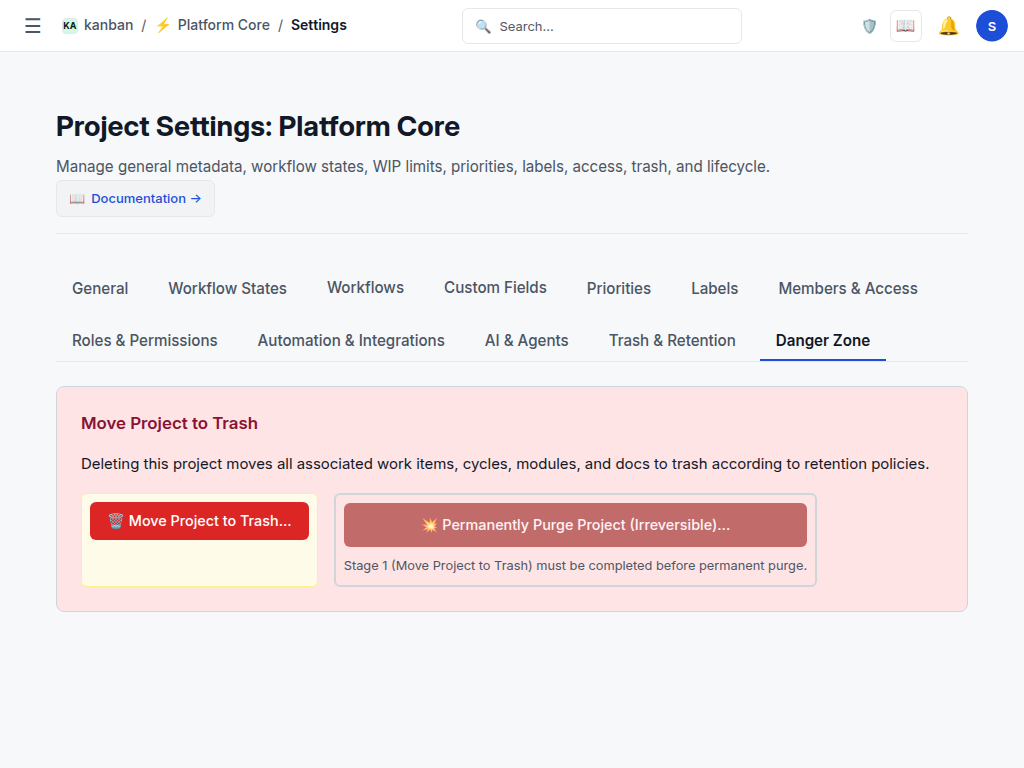 ☰ KA kanban / ⚡ Platform Core / Settings
🔍 Search...
🛡️ 📖 🔔 S
Project Settings: Platform Core
Manage general metadata, workflow states, WIP limits, priorities, labels, access, trash, and lifecycle.
📖 Documentation →
General Workflow States Workflows Custom Fields Priorities Labels Members & Access
Roles & Permissions Automation & Integrations AI & Agents Trash & Retention Danger Zone
Move Project to Trash
Deleting this project moves all associated work items, cycles, modules, and docs to trash according to retention policies.
🗑️ Move Project to Trash...
💥 Permanently Purge Project (Irreversible)...
Stage 1 (Move Project to Trash) must be completed before permanent purge.